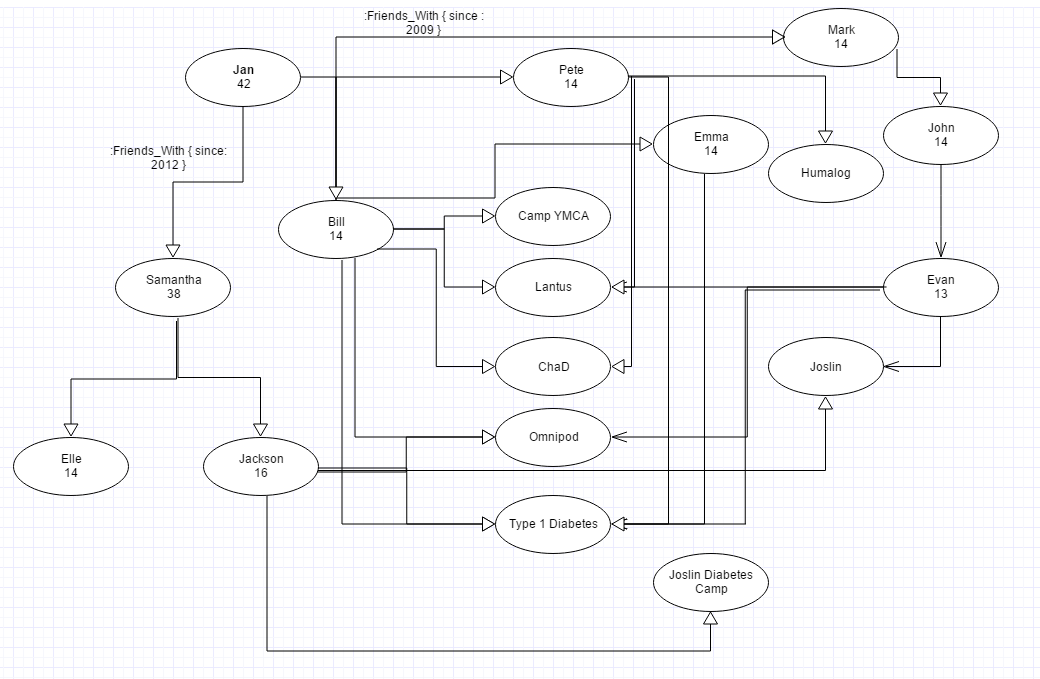 :Friends_With { since :
2009 }
Mark
14
Jan
42
Pete
14
Emma
14
John
14
:Friends_With { since:
2012 }
Humalog
Camp YMCA
Bill
14
Samantha
38
Lantus
Evan
13
ChaD
Joslin
Omnipod
Elle
14
Jackson
16
Type 1 Diabetes
Joslin Diabetes
Camp